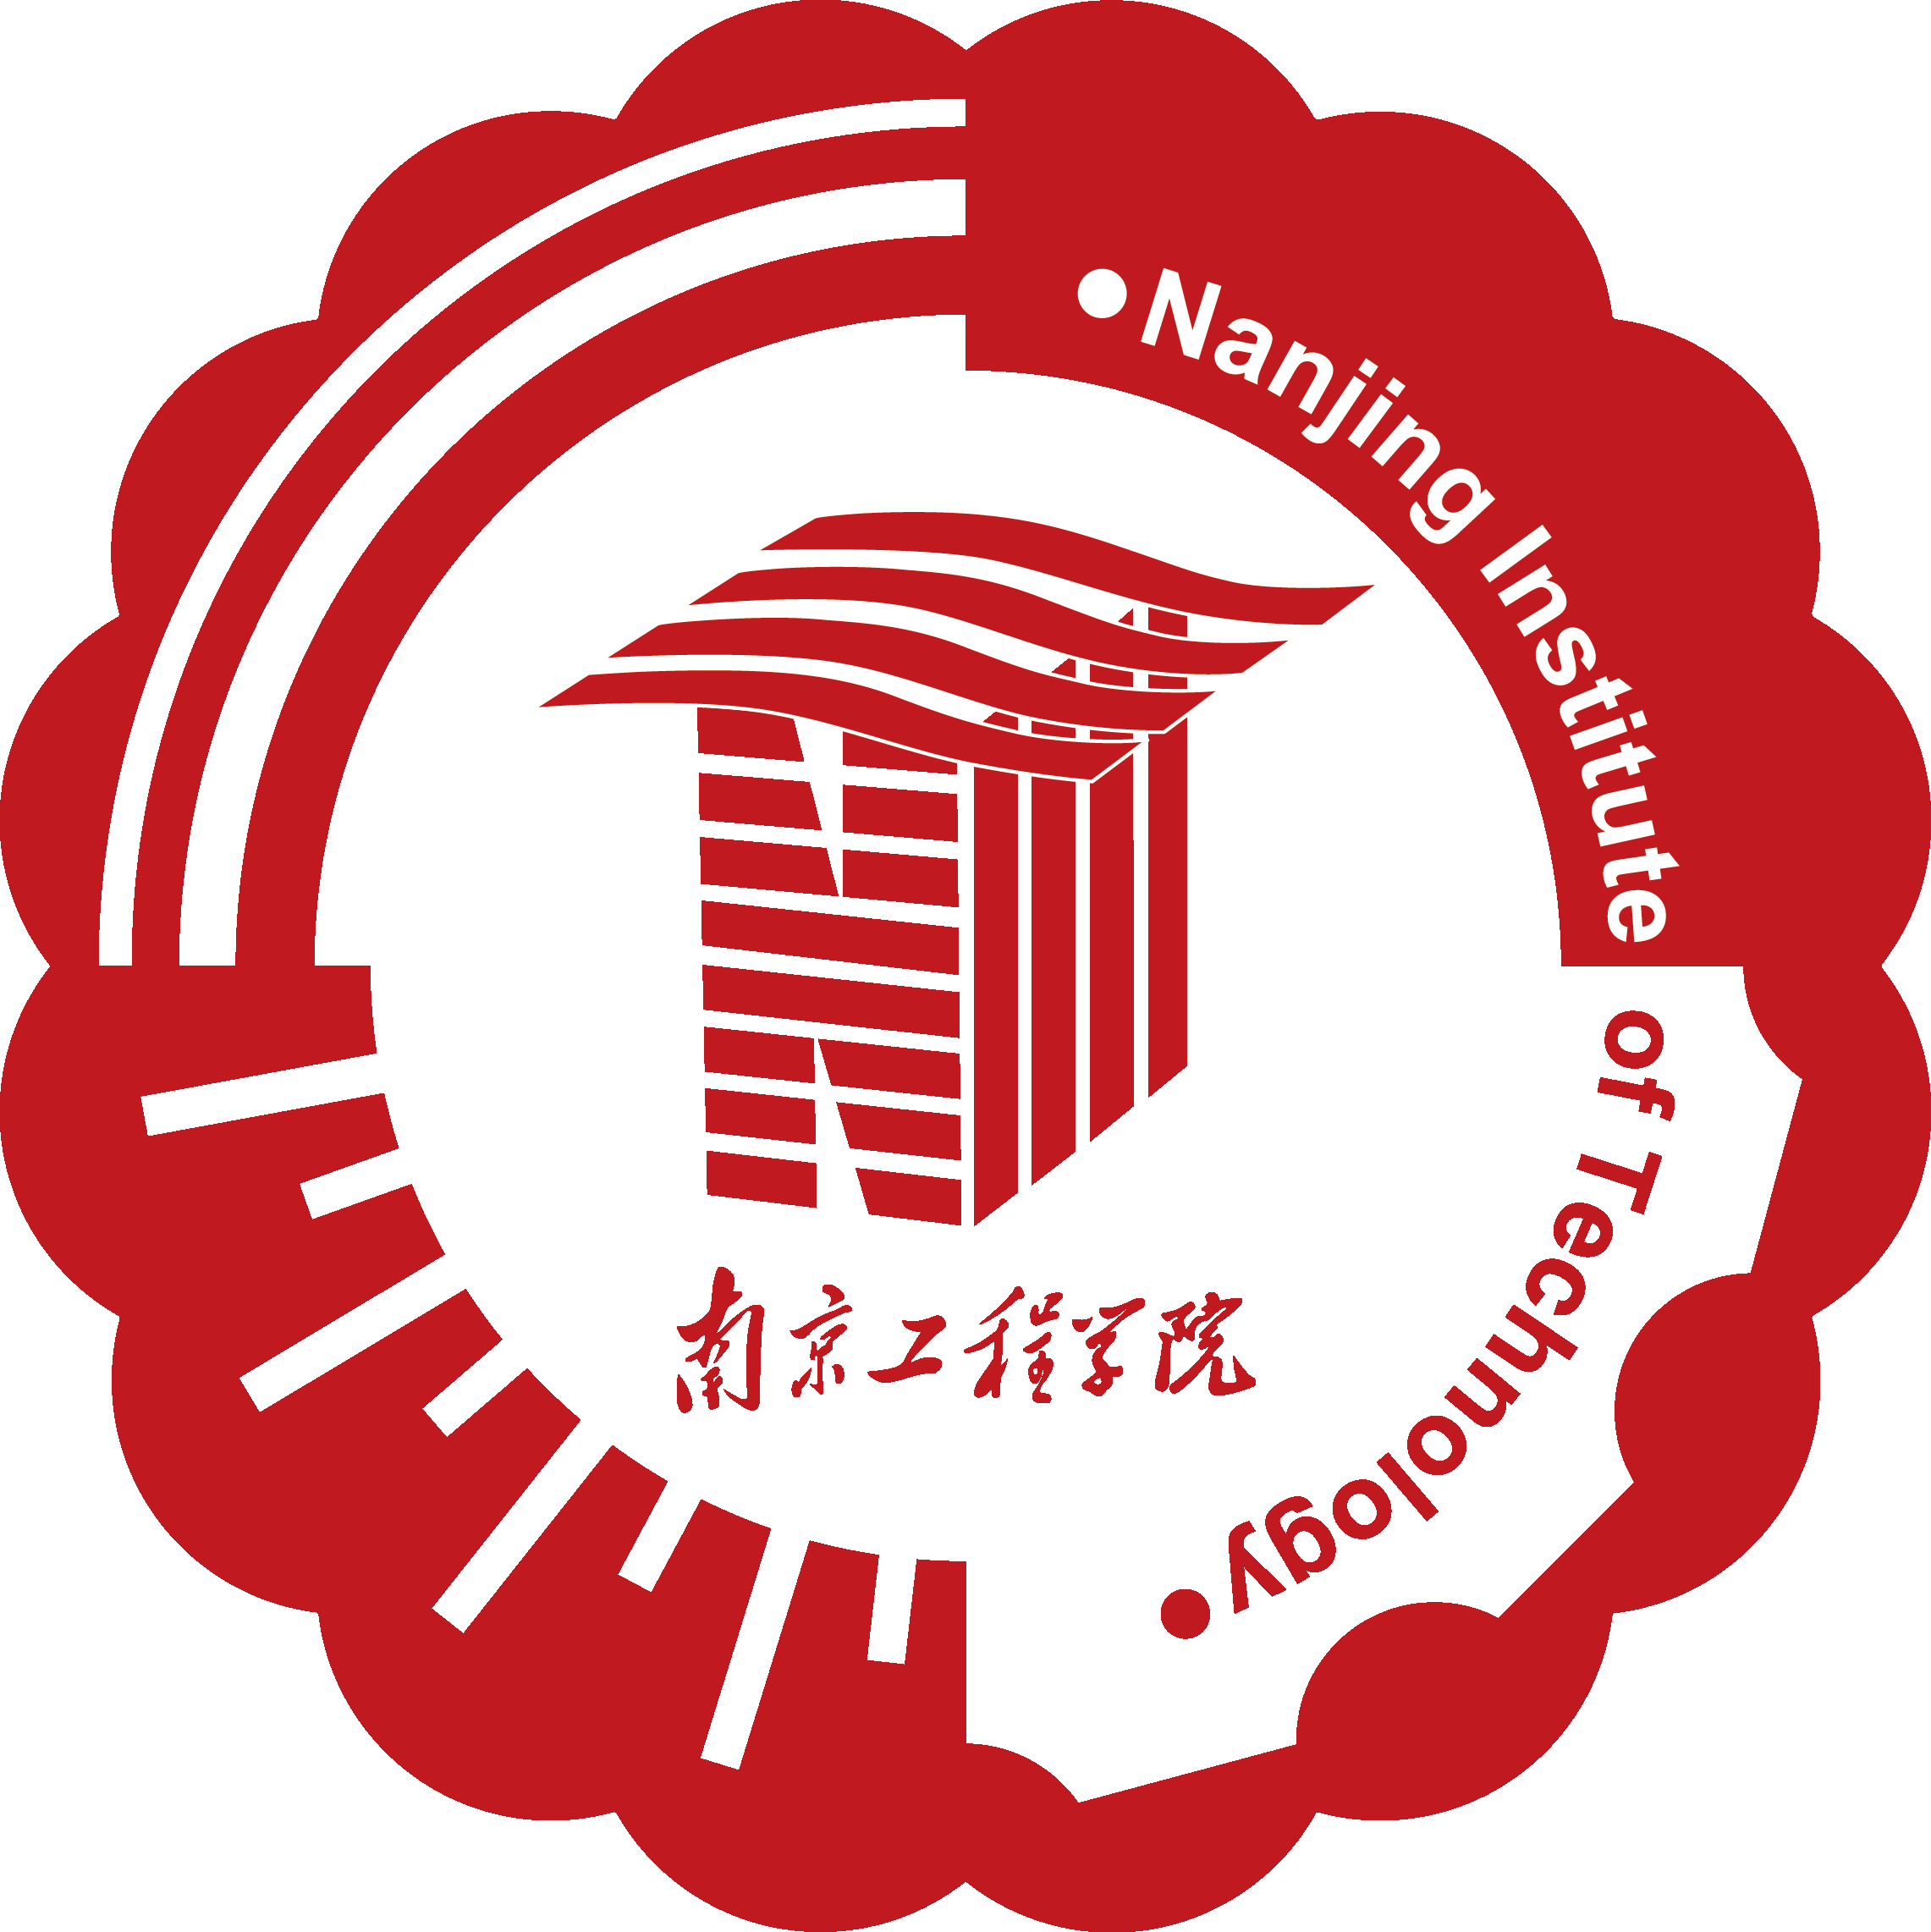 Nanjing Institute
of Technology
南京工程学院